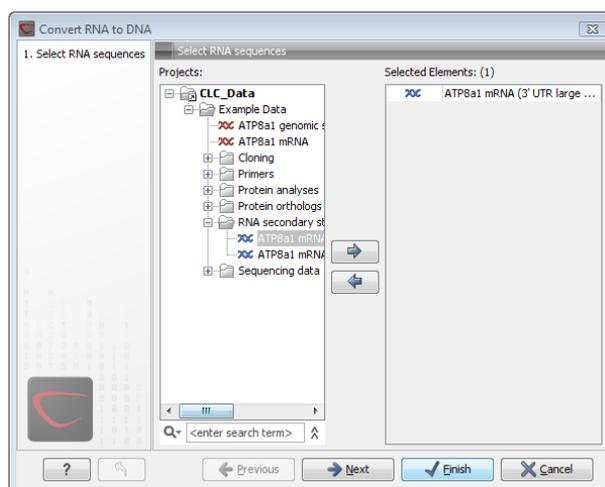 Convert RNA to DNA
1. Select RNA sequences
Select RNA sequences
Projects:
CLC_Data
Example Data
ATP8a1 genomic s
ATP8a1 mRNA
Cloning
Primers
Protein analyses
Protein orthologs
RNA secondary st
ATP8a1 mRNA
ATP8a1 mRNA
Sequencing data
<enter search term>
Selected Elements: (1)
ATP8a1 mRNA (3' UTR large ...
?
Previous
Next
Finish
Cancel